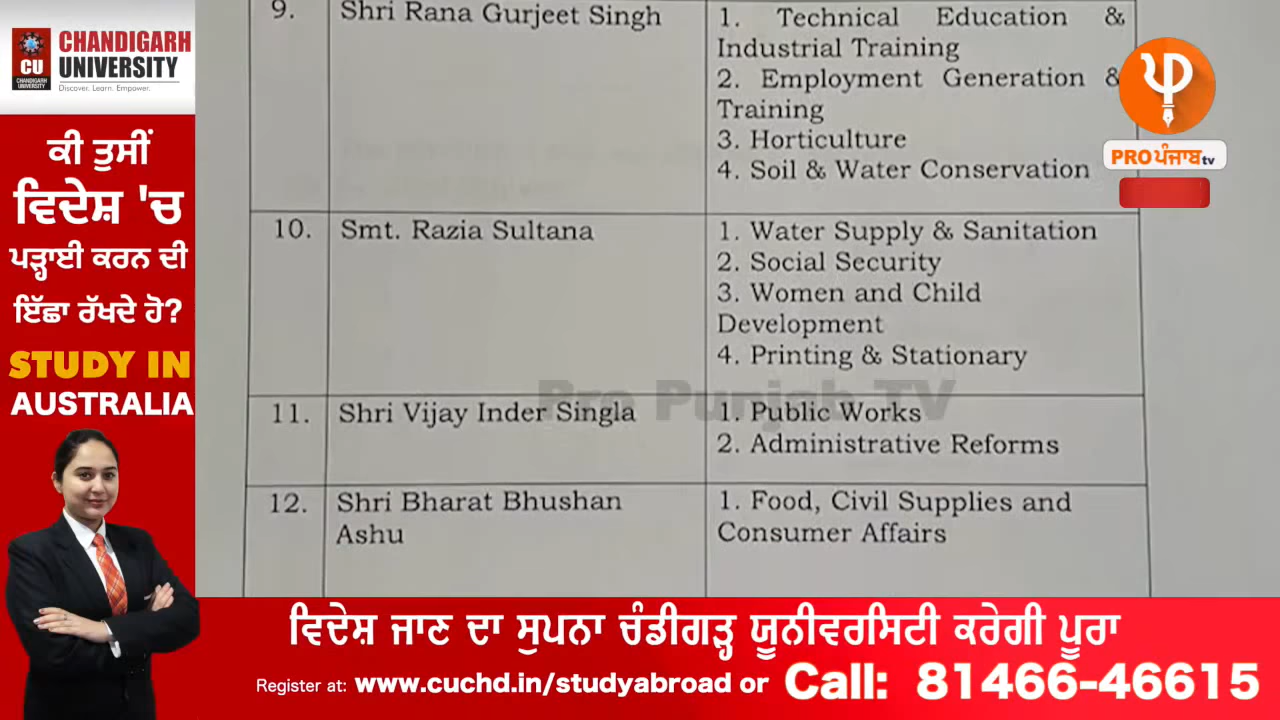 CHANDIGARH
UNIVERSITY
Discover. Learn. Empower.
CU
CHANDIGARH
UNIVERSITY
ਕੀ ਤੁਸੀਂ
ਵਿਦੇਸ਼ 'ਚ
ਪੜ੍ਹਾਈ ਕਰਨ ਦੀ
ਇੱਛਾ ਰੱਖਦੇ ਹੋ?
STUDY IN
AUSTRALIA
9. Shri Rana Gurjeet Singh 1. Technical Education &
Industrial Training
2. Employment Generation &
Training
3. Horticulture
4. Soil & Water Conservation
10. Smt. Razia Sultana 1. Water Supply & Sanitation
2. Social Security
3. Women and Child
Development
4. Printing & Stationary
11. Shri Vijay Inder Singla 1. Public Works
2. Administrative Reforms
12. Shri Bharat Bhushan 1. Food, Civil Supplies and
Ashu Consumer Affairs
Pro Punjab TV
PRO ਪੰਜਾਬ tv
ਵਿਦੇਸ਼ ਜਾਣ ਦਾ ਸੁਪਨਾ ਚੰਡੀਗੜ੍ਹ ਯੂਨੀਵਰਸਿਟੀ ਕਰੇਗੀ ਪੂਰਾ
Register at: www.cuchd.in/studyabroad or Call: 81466-46615